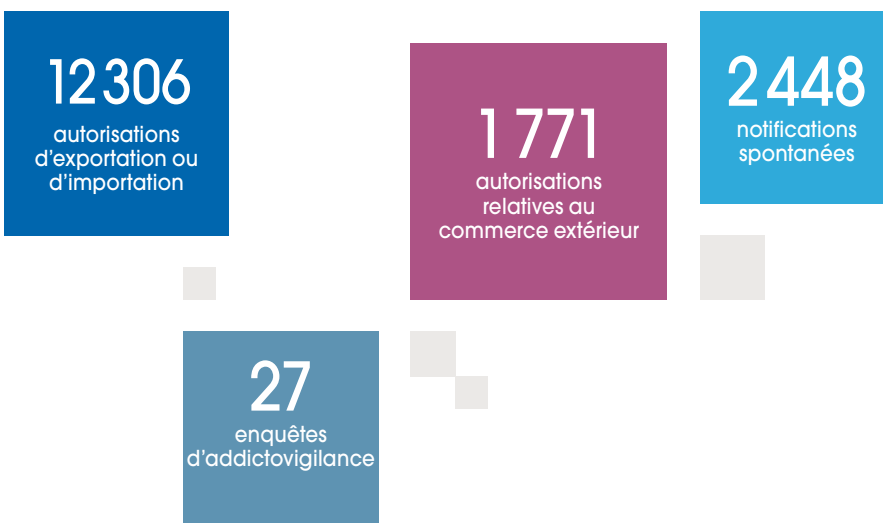 12 306
autorisations
d'exportation ou
d'importation
1 771
autorisations
relatives au
commerce extérieur
2 448
notifications
spontanées
27
enquêtes
d'addictovigilance